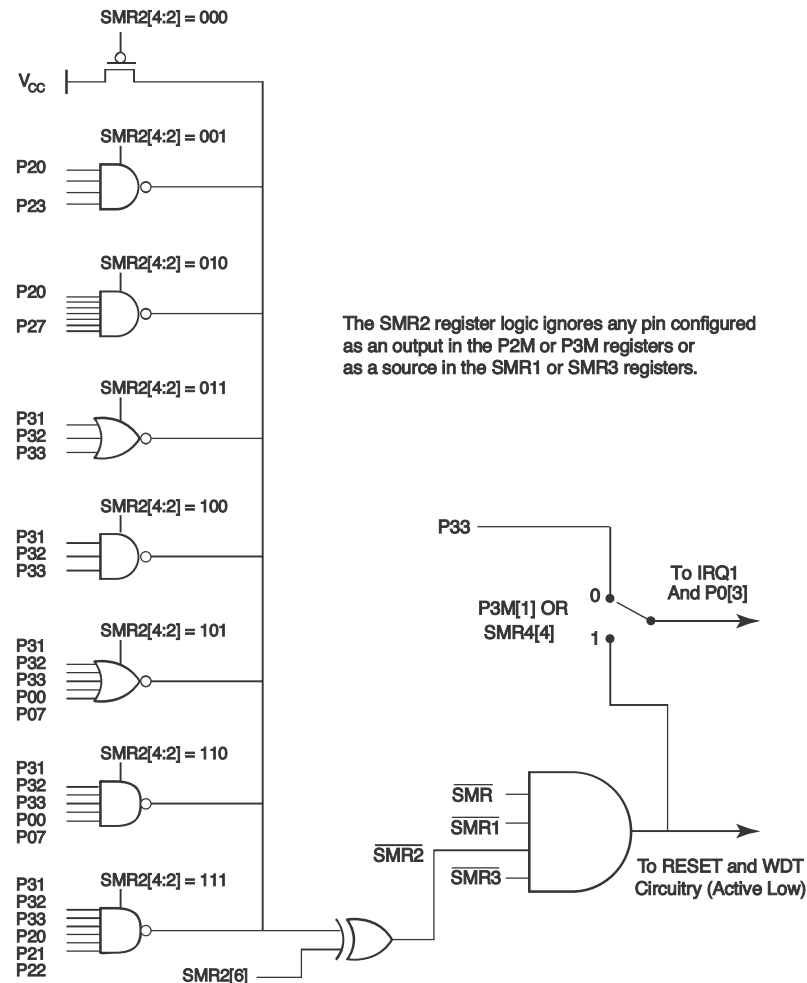 SMR2[4:2] = 000
VCC
SMR2[4:2] = 001
P20
P23
SMR2[4:2] = 010
P20
P27
The SMR2 register logic ignores any pin configured
as an output in the P2M or P3M registers or
as a source in the SMR1 or SMR3 registers.
SMR2[4:2] = 011
P31
P32
P33
SMR2[4:2] = 100
P31
P32
P33
P33
To IRQ1
And P0[3]
0
P3M[1] OR
SMR4[4]
1
SMR2[4:2] = 101
P31
P32
P33
P00
P07
SMR2[4:2] = 110
P31
P32
P33
P00
P07
SMR
SMR1
SMR2
SMR3
To RESET and WDT
Circuitry (Active Low)
SMR2[4:2] = 111
P31
P32
P33
P20
P21
P22
SMR2[6]